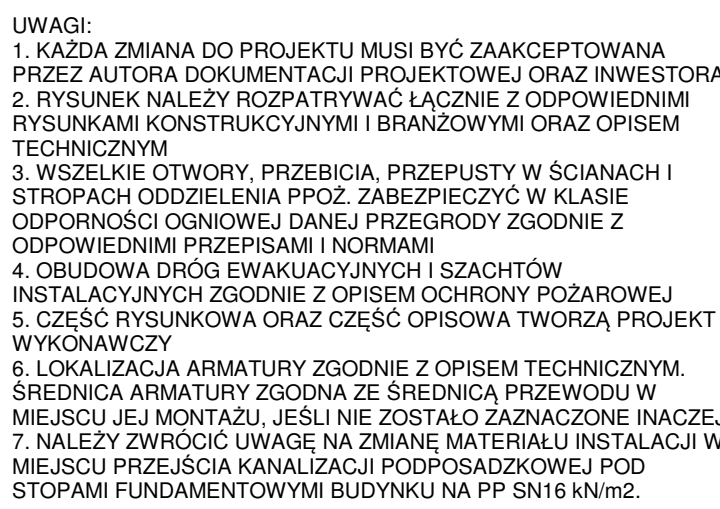 UWAGI:
1. KAŻDA ZMIANA DO PROJEKTU MUSI BYĆ ZAAKCEPTOWANA
PRZEZ AUTORA DOKUMENTACJI PROJEKTOWEJ ORAZ INWESTORA
2. RYSUNEK NALEŻY ROZPATRYWAĆ ŁĄCZNIE Z ODPOWIEDNIMI
RYSUNKAMI KONSTRUKCYJNYMI I BRANŻOWYMI ORAZ OPISEM
TECHNICZNYM
3. WSZELKIE OTWORY, PRZEBICIA, PRZEPUSTY W ŚCIANACH I
STROPACH ODDZIELENIA PPOŻ. ZABEZPIECZYĆ W KLASIE
ODPORNOŚCI OGNIOWEJ DANEJ PRZEGRODY ZGODNIE Z
ODPOWIEDNIMI PRZEPISAMI I NORMAMI
4. OBUDOWA DRÓG EWAKUACYJNYCH I SZACHTÓW
INSTALACYJNYCH ZGODNIE Z OPISEM OCHRONY POŻAROWEJ
5. CZĘŚĆ RYSUNKOWA ORAZ CZĘŚĆ OPISOWA TWORZĄ PROJEKT
WYKONAWCZY
6. LOKALIZACJA ARMATURY ZGODNIE Z OPISEM TECHNICZNYM.
ŚREDNICA ARMATURY ZGODNA ZE ŚREDNICĄ PRZEWODU W
MIEJSCU JEJ MONTAŻU, JEŚLI NIE ZOSTAŁO ZAZNACZONE INACZEJ
7. NALEŻY ZWRÓCIĆ UWAGĘ NA ZMIANĘ MATERIAŁU INSTALACJI W
MIEJSCU PRZEJŚCIA KANALIZACJI PODPOSADZKOWEJ POD
STOPAMI FUNDAMENTOWYMI BUDYNKU NA PP SN16 kN/m2.